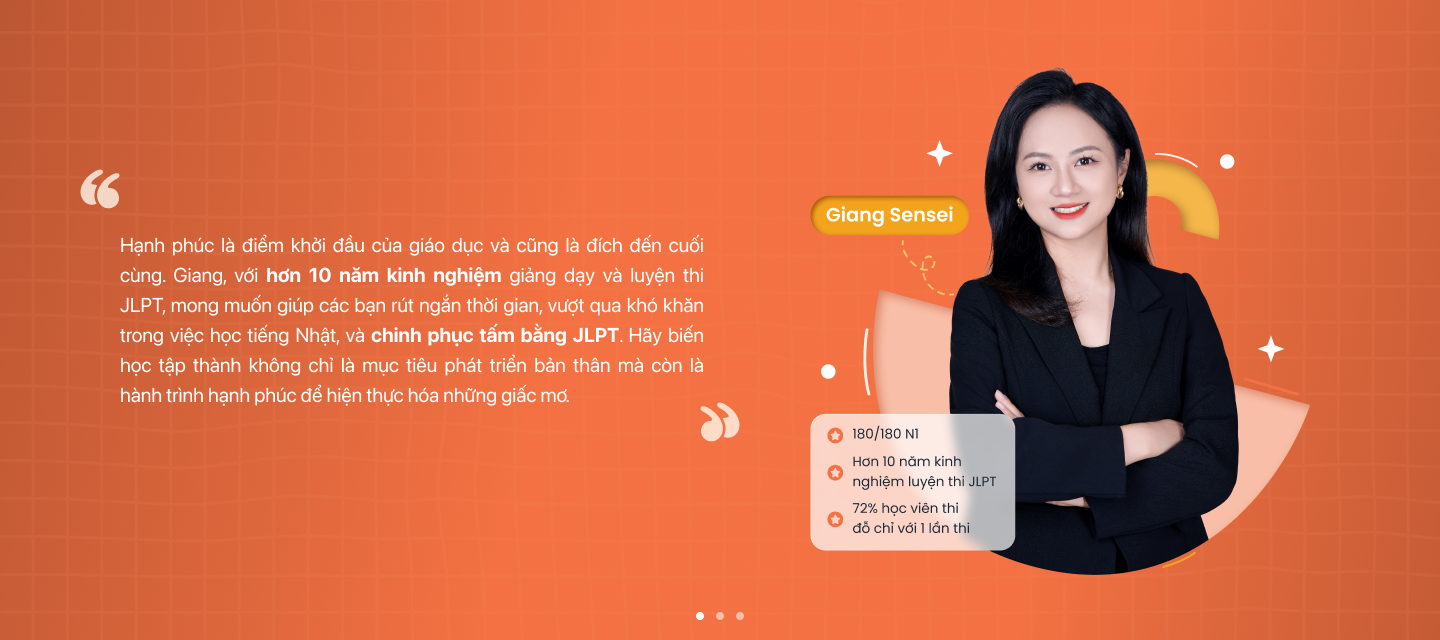 Hạnh phúc là điểm khởi đầu của giáo dục và cũng là đích đến cuối
cùng. Giang, với hơn 10 năm kinh nghiệm giảng dạy và luyện thi
JLPT, mong muốn giúp các bạn rút ngắn thời gian, vượt qua khó khăn
trong việc học tiếng Nhật, và chinh phục tấm bằng JLPT. Hãy biến
học tập thành không chỉ là mục tiêu phát triển bản thân mà còn là
hành trình hạnh phúc để hiện thực hóa những giấc mơ.
Giang Sensei
180/180 N1
Hơn 10 năm kinh
nghiệm luyện thi JLPT
72% học viên thi
đỗ chỉ với 1 lần thi